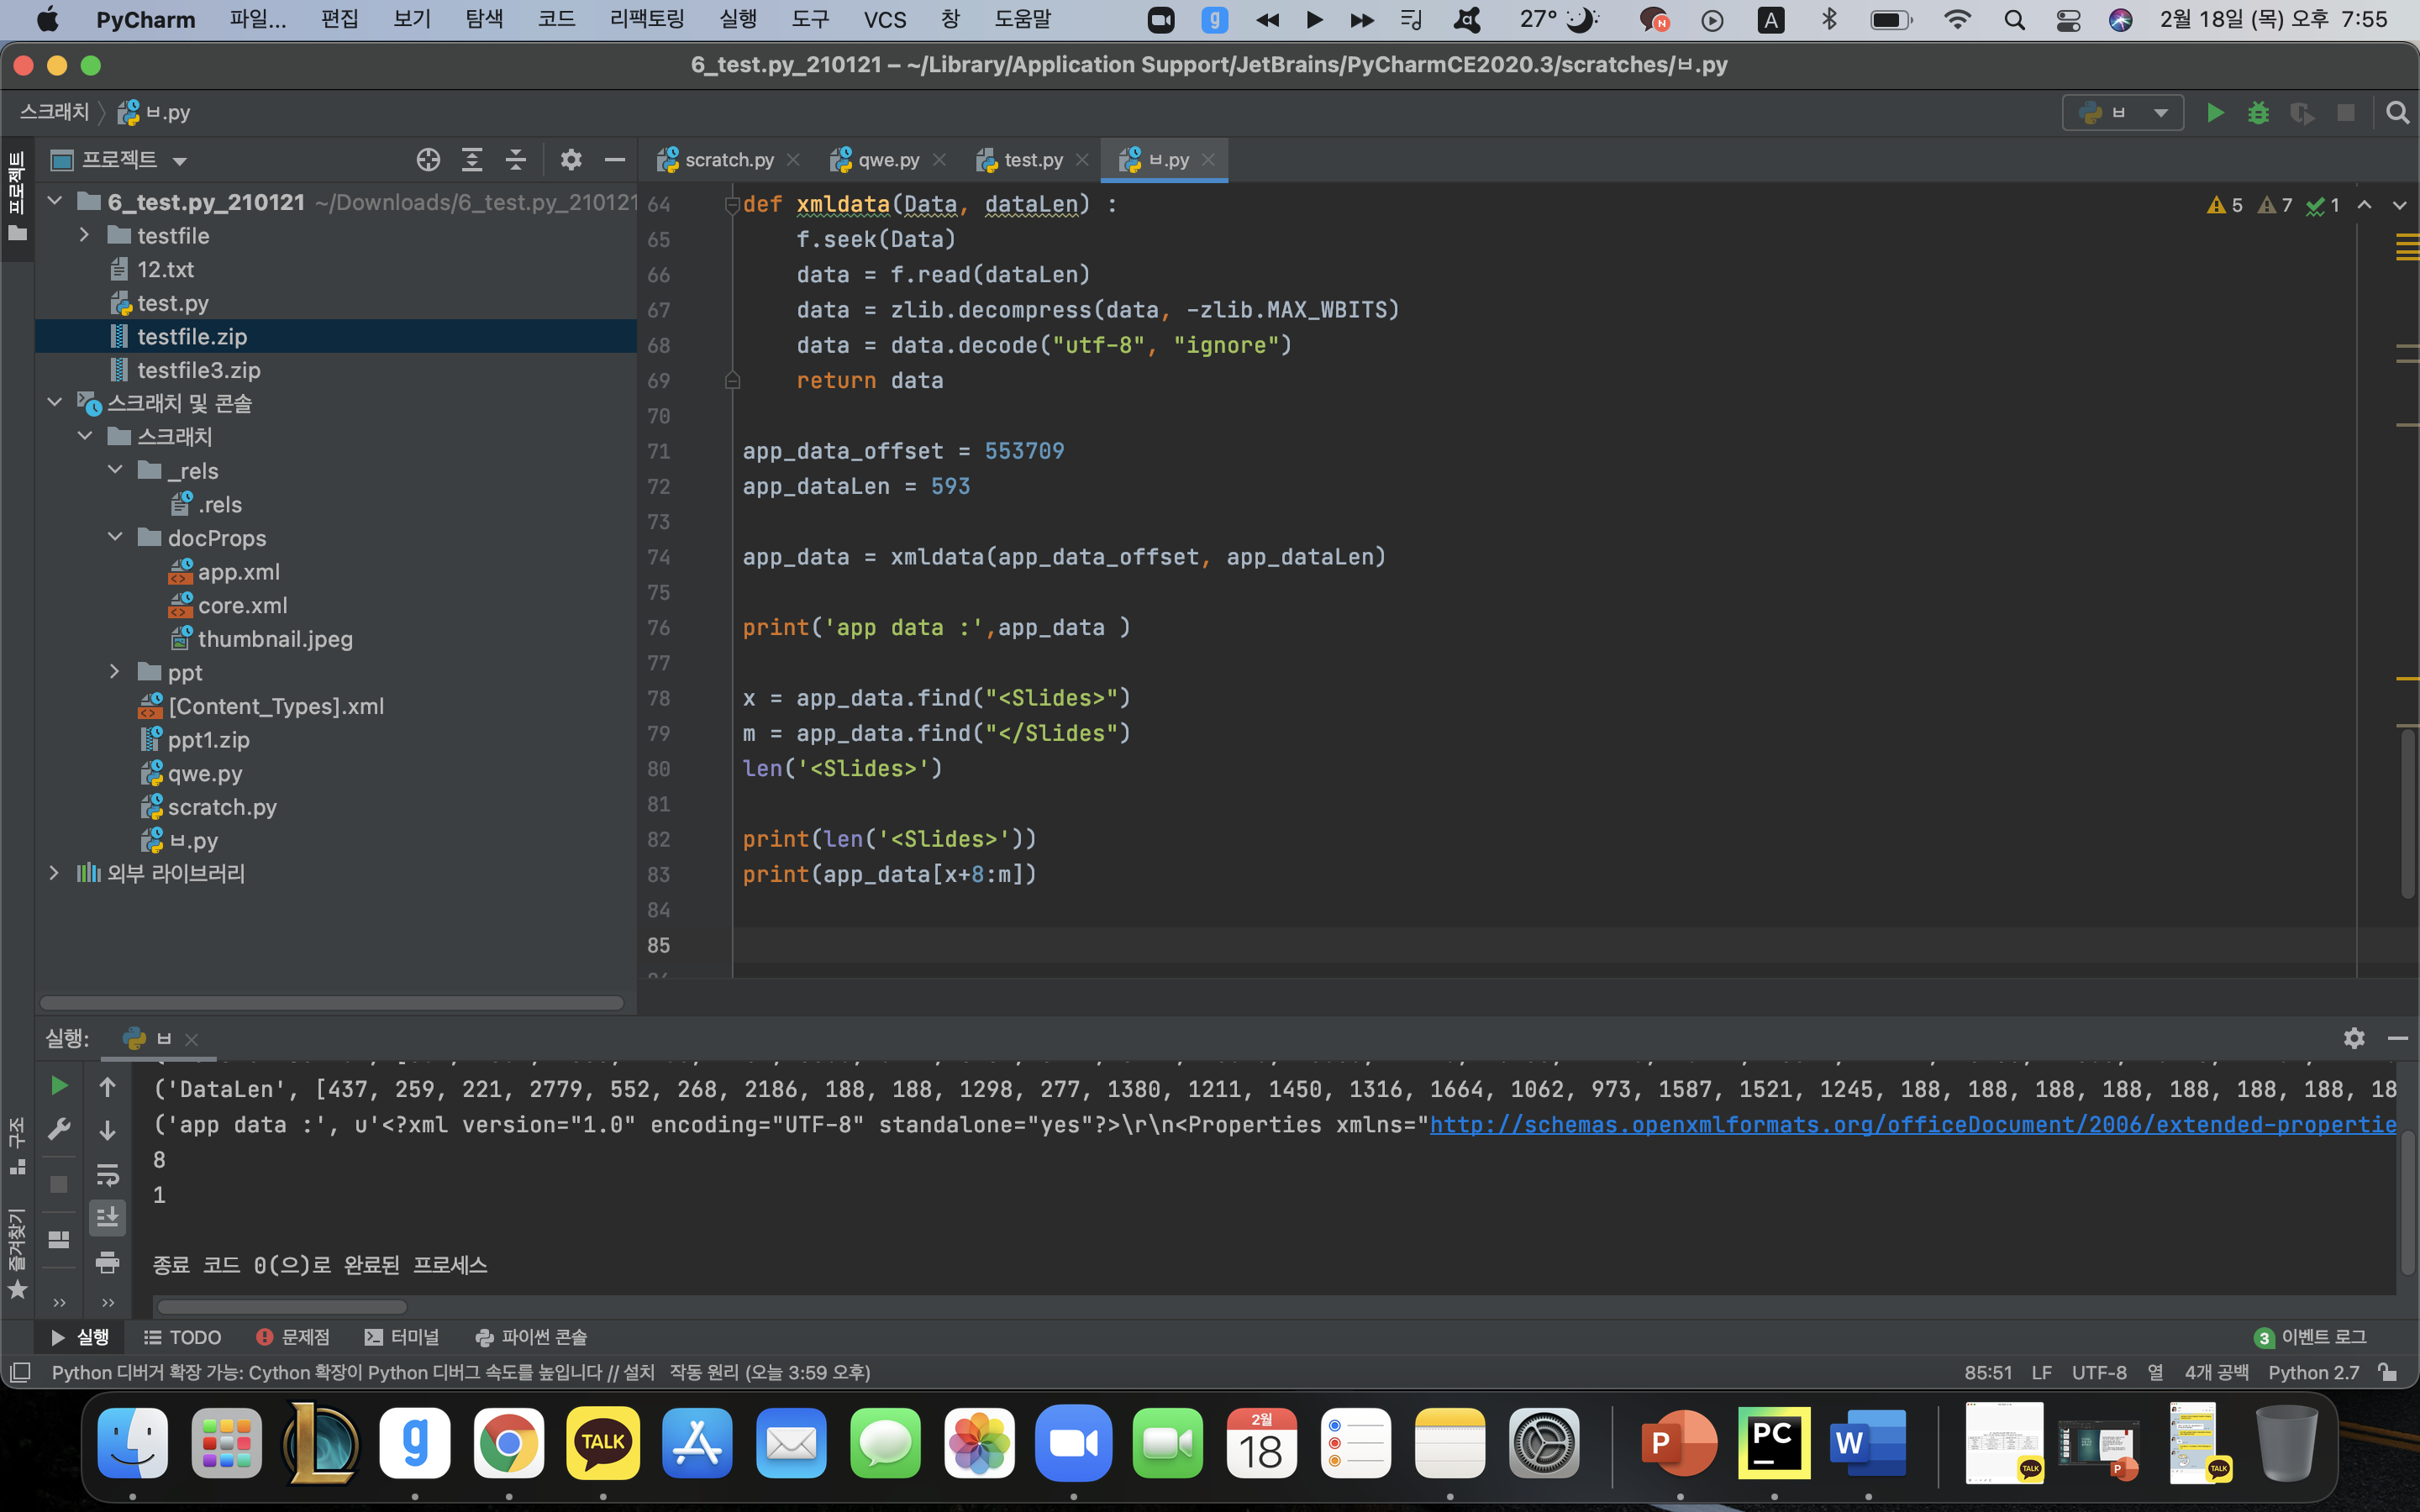 PyCharm 파일... 편집 보기 탐색 코드 리팩토링 실행 도구 VCS 창 도움말 27° A 2월 18일 (목) 오후 7:55
6_test.py_210121 – ~/Library/Application Support/JetBrains/PyCharmCE2020.3/scratches/ㅂ.py
스크래치 ㅂ.py ㅂ
프로젝트
프로젝트
scratch.py qwe.py test.py ㅂ.py
6_test.py_210121 ~/Downloads/6_test.py_210121
testfile
12.txt
test.py
testfile.zip
testfile3.zip
스크래치 및 콘솔
스크래치
_rels
.rels
docProps
app.xml
core.xml
thumbnail.jpeg
ppt
[Content_Types].xml
ppt1.zip
qwe.py
scratch.py
ㅂ.py
외부 라이브러리
5 7 1
64 def xmldata(Data, dataLen) :
65 f.seek(Data)
66 data = f.read(dataLen)
67 data = zlib.decompress(data, -zlib.MAX_WBITS)
68 data = data.decode("utf-8", "ignore")
69 return data
70
71 app_data_offset = 553709
72 app_dataLen = 593
73
74 app_data = xmldata(app_data_offset, app_dataLen)
75
76 print('app data :',app_data )
77
78 x = app_data.find("<Slides>")
79 m = app_data.find("</Slides")
80 len('<Slides>')
81
82 print(len('<Slides>'))
83 print(app_data[x+8:m])
84
85
실행: ㅂ
('DataLen', [437, 259, 221, 2779, 552, 268, 2186, 188, 188, 1298, 277, 1380, 1211, 1450, 1316, 1664, 1062, 973, 1587, 1521, 1245, 188, 188, 188, 188, 188, 188, 188, 18
('app data :', u'<?xml version="1.0" encoding="UTF-8" standalone="yes"?>\r\n<Properties xmlns="http://schemas.openxmlformats.org/officeDocument/2006/extended-propertie
8
1
종료 코드 0(으)로 완료된 프로세스
구조
즐겨찾기
실행 TODO 문제점 터미널 파이썬 콘솔 3 이벤트 로그
Python 디버거 확장 가능: Cython 확장이 Python 디버그 속도를 높입니다 // 설치 작동 원리 (오늘 3:59 오후) 85:51 LF UTF-8 열 4개 공백 Python 2.7
g TALK 2월 18 P PC W TALK P TALK